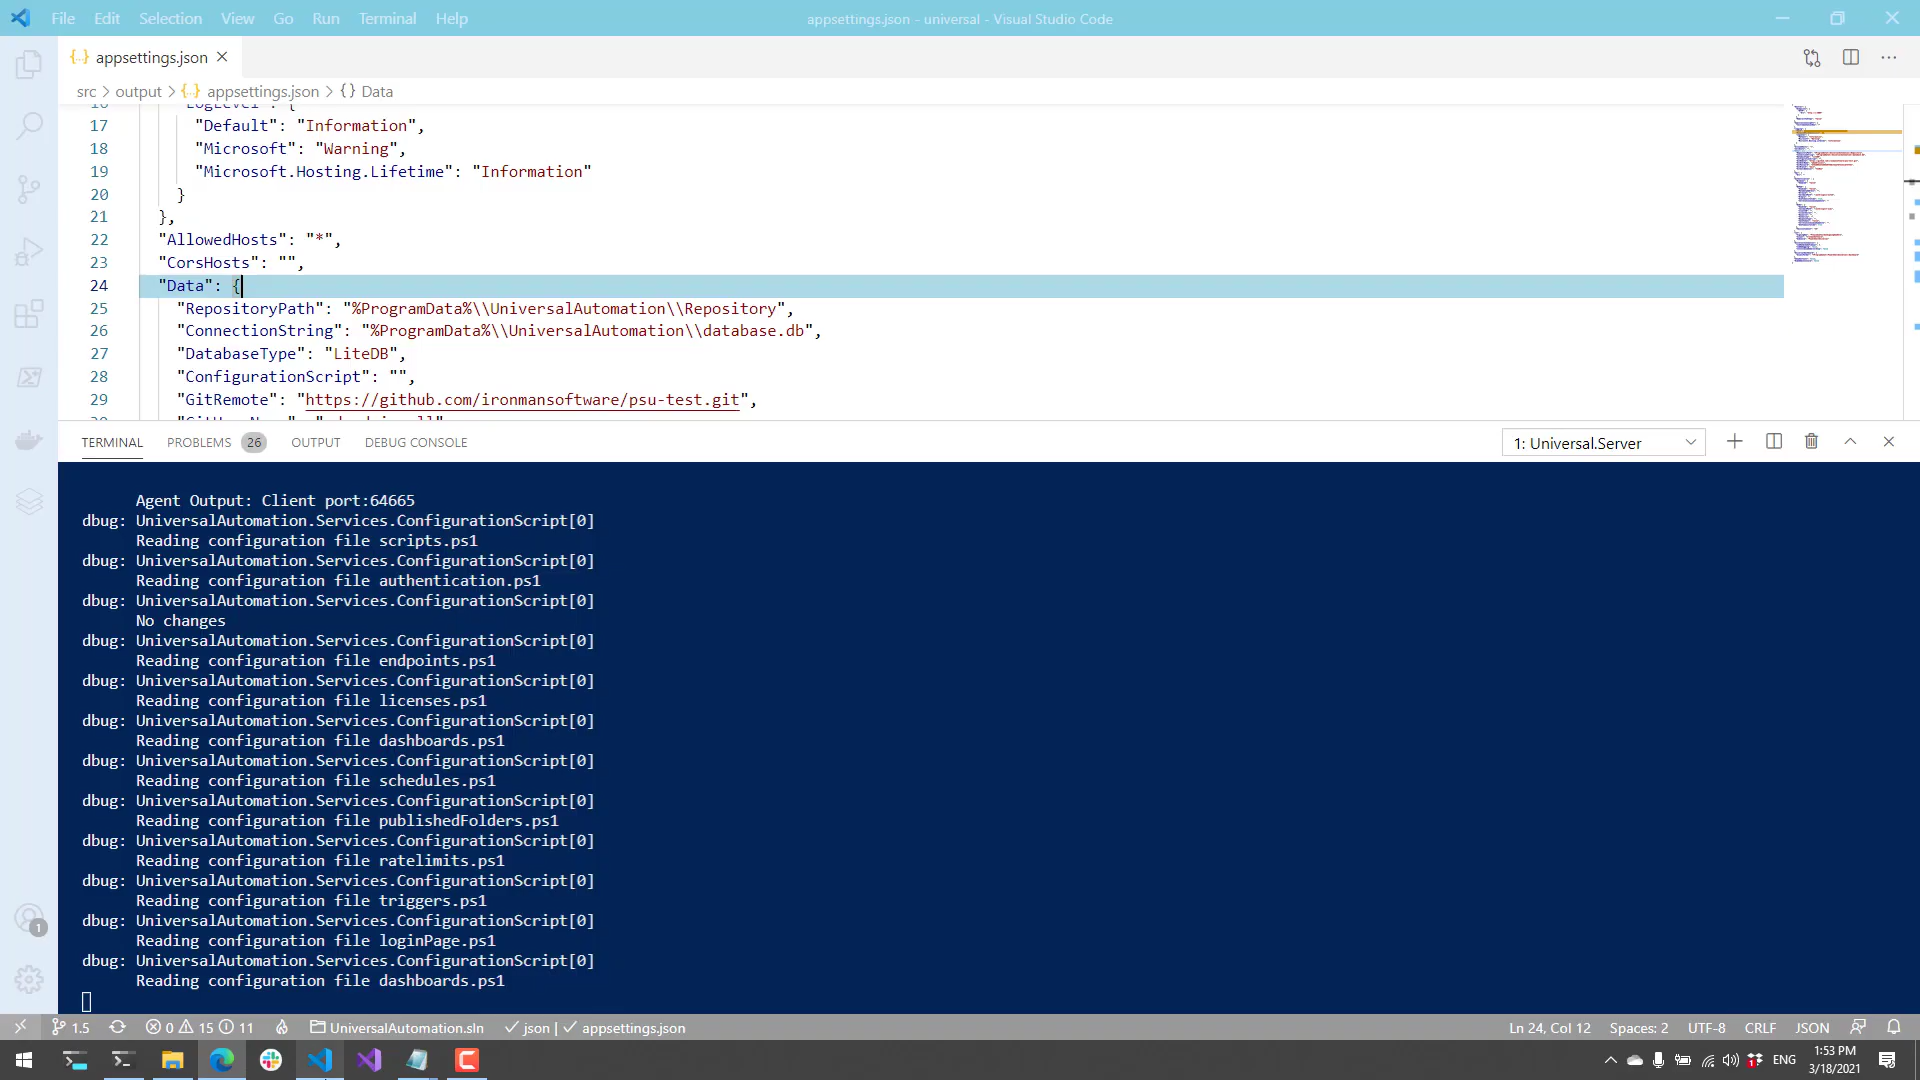 File Edit Selection View Go Run Terminal Help
appsettings.json - universal - Visual Studio Code
{..} appsettings.json
src > output > {..} appsettings.json > {} Data
17 "Default": "Information",
18 "Microsoft": "Warning",
19 "Microsoft.Hosting.Lifetime": "Information"
20 }
21 },
22 "AllowedHosts": "*",
23 "CorsHosts": "",
24 "Data": {
25 "RepositoryPath": "%ProgramData%\\UniversalAutomation\\Repository",
26 "ConnectionString": "%ProgramData%\\UniversalAutomation\\database.db",
27 "DatabaseType": "LiteDB",
28 "ConfigurationScript": "",
29 "GitRemote": "https://github.com/ironmansoftware/psu-test.git",
TERMINAL PROBLEMS 26 OUTPUT DEBUG CONSOLE
1: Universal.Server
Agent Output: Client port:64665
dbug: UniversalAutomation.Services.ConfigurationScript[0]
Reading configuration file scripts.ps1
dbug: UniversalAutomation.Services.ConfigurationScript[0]
Reading configuration file authentication.ps1
dbug: UniversalAutomation.Services.ConfigurationScript[0]
No changes
dbug: UniversalAutomation.Services.ConfigurationScript[0]
Reading configuration file endpoints.ps1
dbug: UniversalAutomation.Services.ConfigurationScript[0]
Reading configuration file licenses.ps1
dbug: UniversalAutomation.Services.ConfigurationScript[0]
Reading configuration file dashboards.ps1
dbug: UniversalAutomation.Services.ConfigurationScript[0]
Reading configuration file schedules.ps1
dbug: UniversalAutomation.Services.ConfigurationScript[0]
Reading configuration file publishedFolders.ps1
dbug: UniversalAutomation.Services.ConfigurationScript[0]
Reading configuration file ratelimits.ps1
dbug: UniversalAutomation.Services.ConfigurationScript[0]
Reading configuration file triggers.ps1
dbug: UniversalAutomation.Services.ConfigurationScript[0]
Reading configuration file loginPage.ps1
dbug: UniversalAutomation.Services.ConfigurationScript[0]
Reading configuration file dashboards.ps1
1
1.5 0 15 11 UniversalAutomation.sln json | appsettings.json
Ln 24, Col 12 Spaces: 2 UTF-8 CRLF JSON
ENG
1:53 PM
3/18/2021